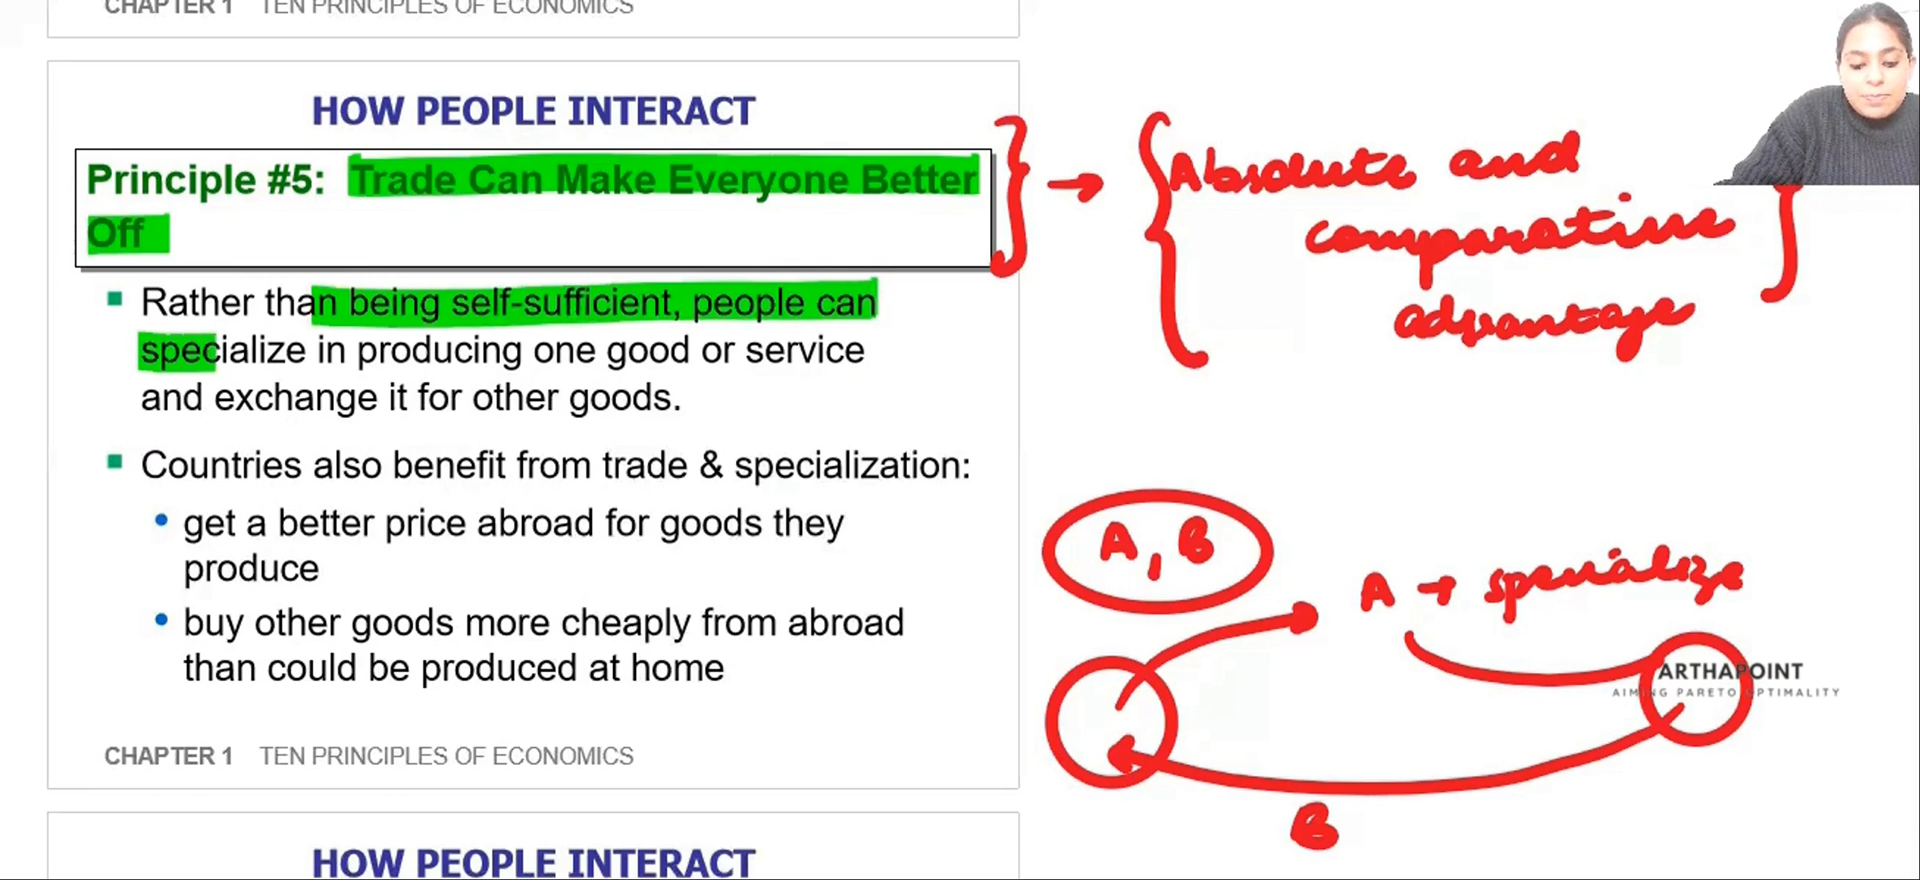 CHAPTER 1 TEN PRINCIPLES OF ECONOMICS
HOW PEOPLE INTERACT
Principle #5: Trade Can Make Everyone Better
Off
▪ Rather than being self-sufficient, people can
specialize in producing one good or service
and exchange it for other goods.
▪ Countries also benefit from trade & specialization:
• get a better price abroad for goods they
produce
• buy other goods more cheaply from abroad
than could be produced at home
CHAPTER 1 TEN PRINCIPLES OF ECONOMICS
HOW PEOPLE INTERACT
Absolute and
comparative
advantage
A, B
A → specialize
B
ARTHAPOINT
AIMING PARETO OPTIMALITY